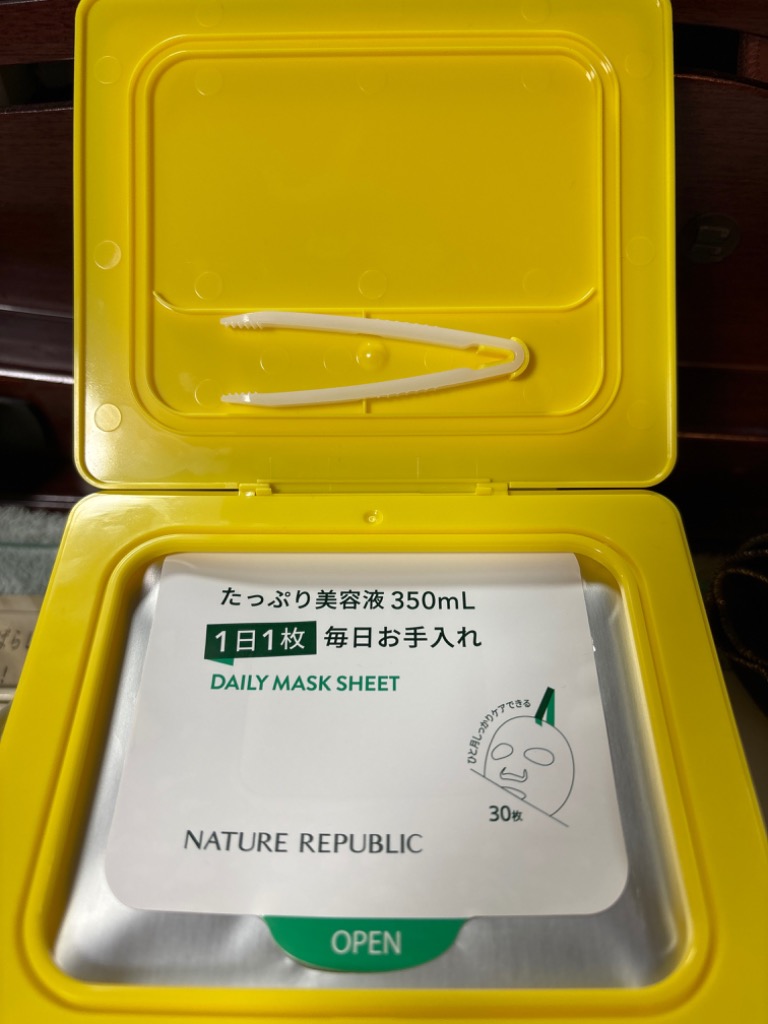 たっぷり美容液 350mL
1日1枚 毎日お手入れ
DAILY MASK SHEET
ひと月しっかりケアできる
30枚
NATURE REPUBLIC
OPEN